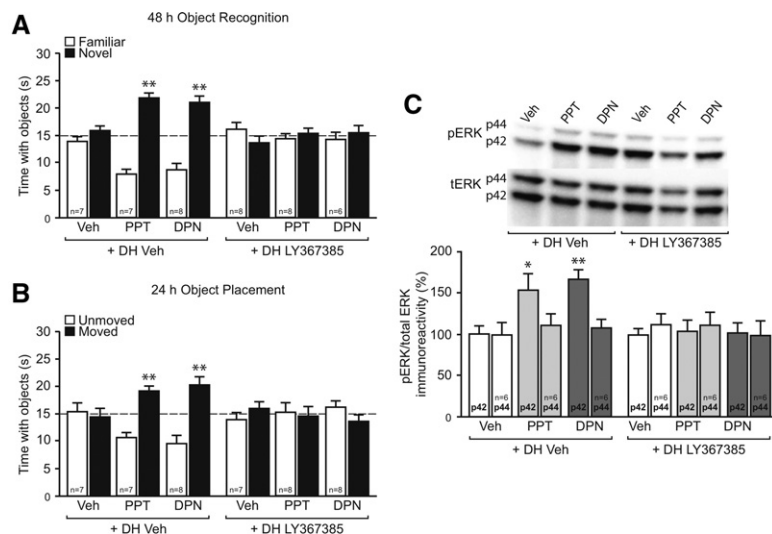 A
48 h Object Recognition
Familiar
Novel
Time with objects (s)
30
25
20
15
10
5
0
** **
n=7 n=7 n=8 n=8 n=8 n=6
Veh PPT DPN Veh PPT DPN
+ DH Veh + DH LY367385
B
24 h Object Placement
Unmoved
Moved
Time with objects (s)
30
25
20
15
10
5
0
** **
n=7 n=7 n=8 n=7 n=8 n=8
Veh PPT DPN Veh PPT DPN
+ DH Veh + DH LY367385
C
Veh PPT DPN Veh PPT DPN
pERK p44
p42
tERK p44
p42
+ DH Veh + DH LY367385
pERK/total ERK
immunoreactivity (%)
200
150
100
50
0
* **
n=6 n=6 n=6 n=6 n=6 n=6
p42 p44 p42 p44 p42 p44 p42 p44 p42 p44 p42 p44
Veh PPT DPN Veh PPT DPN
+ DH Veh + DH LY367385